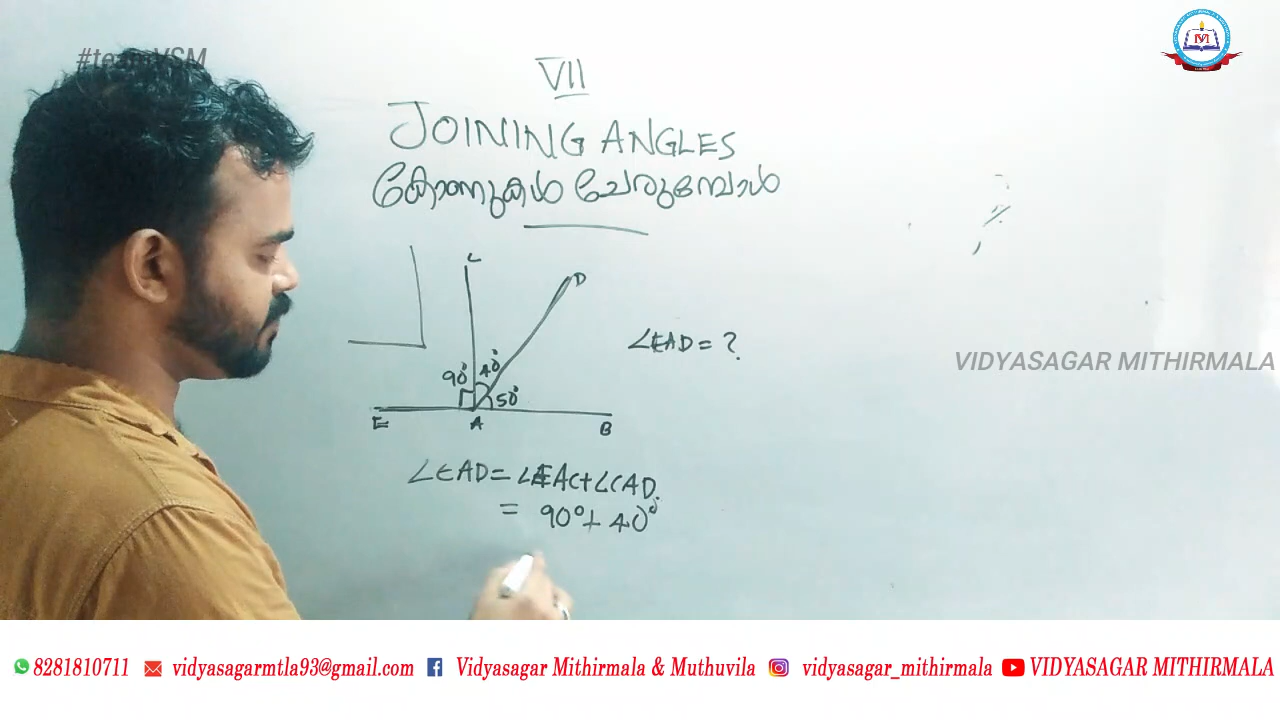 #teamVSM
VII
JOINING ANGLES
കോണുകൾ ചേരുമ്പോൾ
C
D
∠EAD = ?
90° 40°
50°
E A B
∠EAD = ∠EAC + ∠CAD
= 90° + 40°
VIDYASAGAR MITHIRMALA
8281810711 vidyasagarmtla93@gmail.com Vidyasagar Mithirmala & Muthuvila vidyasagar_mithirmala VIDYASAGAR MITHIRMALA